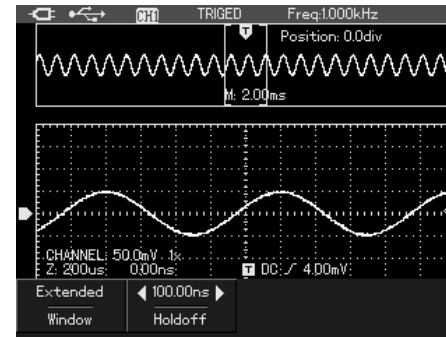 CH1 TRIGED Freq:1.000kHz
T Position: 0.0div
M: 2.00ms
CHANNEL: 50.0mV 1x
Z: 200us 0.00ns T DC: 4.00mV
Extended 100.00ns
Window Holdoff